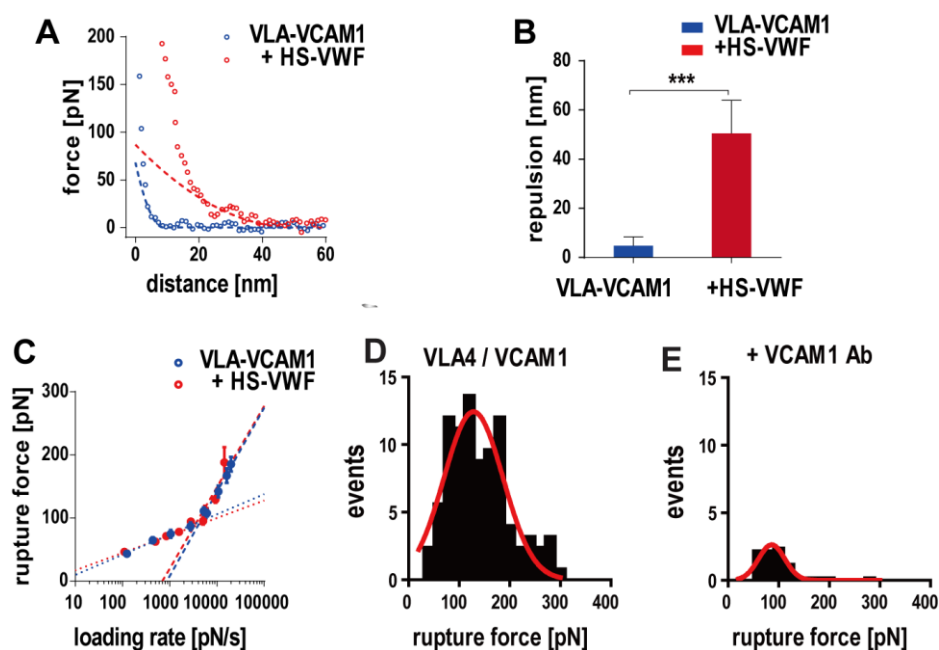 A
VLA-VCAM1
+ HS-VWF
force [pN]
200
150
100
50
0
0
20
40
60
distance [nm]
B
VLA-VCAM1
+HS-VWF
***
repulsion [nm]
80
60
40
20
0
VLA-VCAM1
+HS-VWF
C
VLA-VCAM1
+ HS-VWF
rupture force [pN]
300
200
100
0
10
1000
10000
100000
loading rate [pN/s]
D
VLA4 / VCAM1
events
15
10
5
0
0
100
200
300
400
rupture force [pN]
E
+ VCAM1 Ab
events
15
10
5
0
0
100
200
300
400
rupture force [pN]